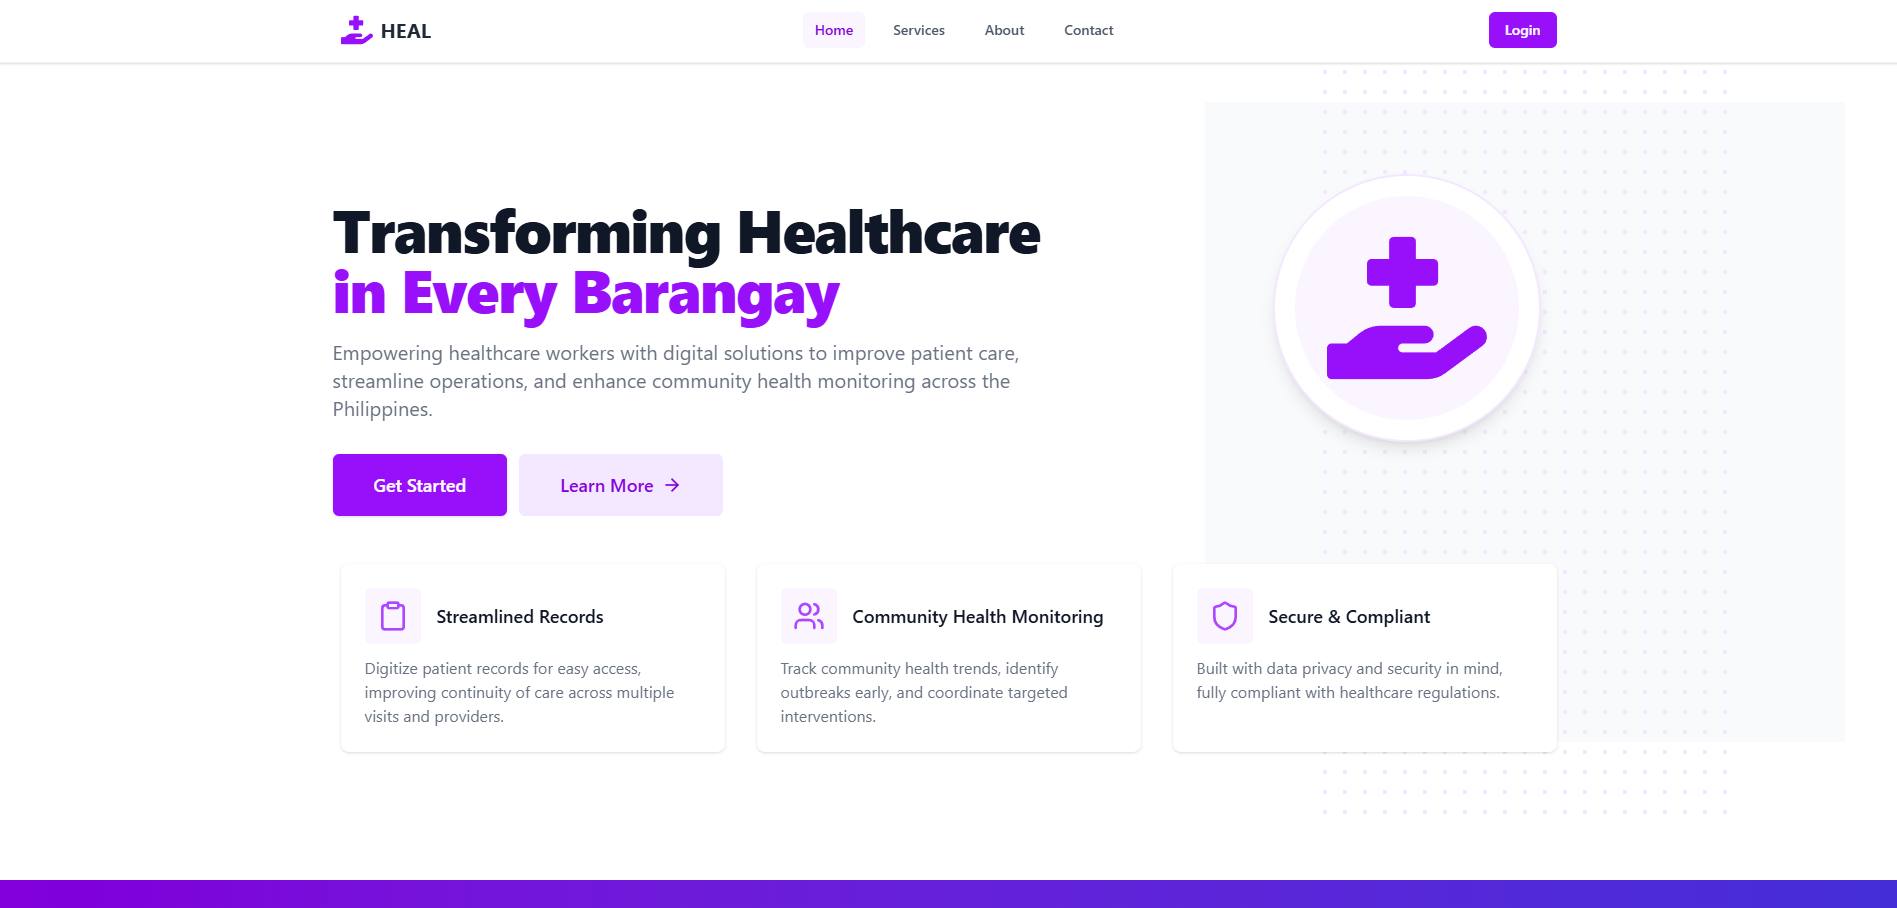 HEAL
Home
Services
About
Contact
Login
Transforming Healthcare
in Every Barangay
Empowering healthcare workers with digital solutions to improve patient care,
streamline operations, and enhance community health monitoring across the
Philippines.
Get Started
Learn More →
Streamlined Records
Digitize patient records for easy access,
improving continuity of care across multiple
visits and providers.
Community Health Monitoring
Track community health trends, identify
outbreaks early, and coordinate targeted
interventions.
Secure & Compliant
Built with data privacy and security in mind,
fully compliant with healthcare regulations.